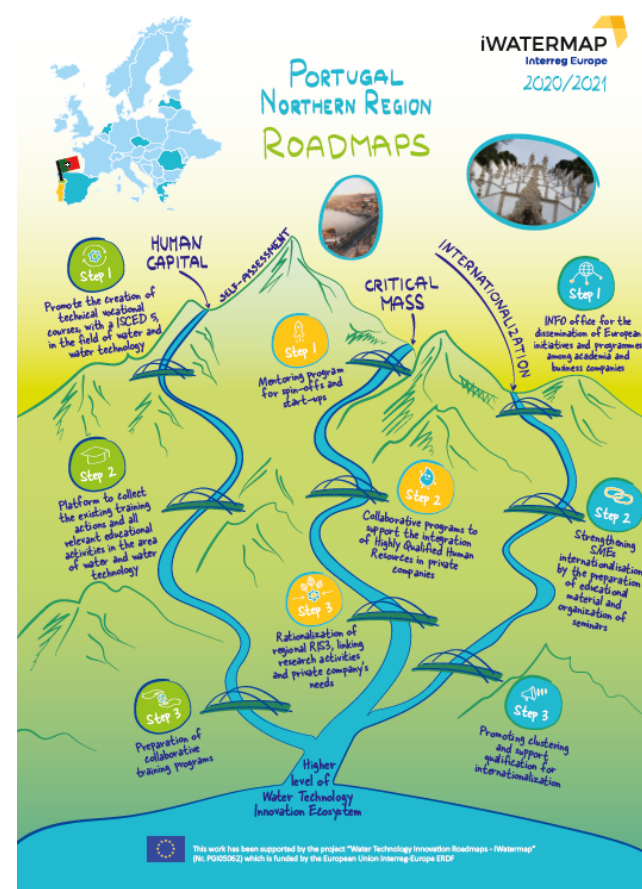 iWATERMAP
Interreg Europe
2020/2021
PORTUGAL
NORTHERN REGION
ROADMAPS
HUMAN
CAPITAL
SELF-ASSESSMENT
CRITICAL
MASS
INTERNATIONALIZATION
Step 1
Promote the creation of
technical vocational
courses, with a ISCED 5,
in the field of water and
water technology
Step 1
Mentoring program
for spin-offs and
start-ups
Step 1
INFO office for the
dissemination of European
initiatives and programmes
among academia and
business companies
Step 2
Platform to collect
the existing training
actions and all
relevant educational
activities in the area
of water and water
technology
Step 2
Collaborative programs to
support the integration
of Highly Qualified Human
Resources in private
companies
Step 2
Strengthening
SMEs
internationalisation
by the preparation
of educational
material and
organization of
seminars
Step 3
Rationalization of
regional RIS3, linking
research activities
and private company's
needs
Step 3
Preparation of
collaborative
training programs
Step 3
Promoting clustering
and support
qualification for
internationalization
Higher
level of
Water Technology
Innovation Ecosystem
This work has been supported by the project "Water Technology Innovation Roadmaps - iWatermap"
(Nr. PGI05062) which is funded by the European Union Interreg-Europe ERDF